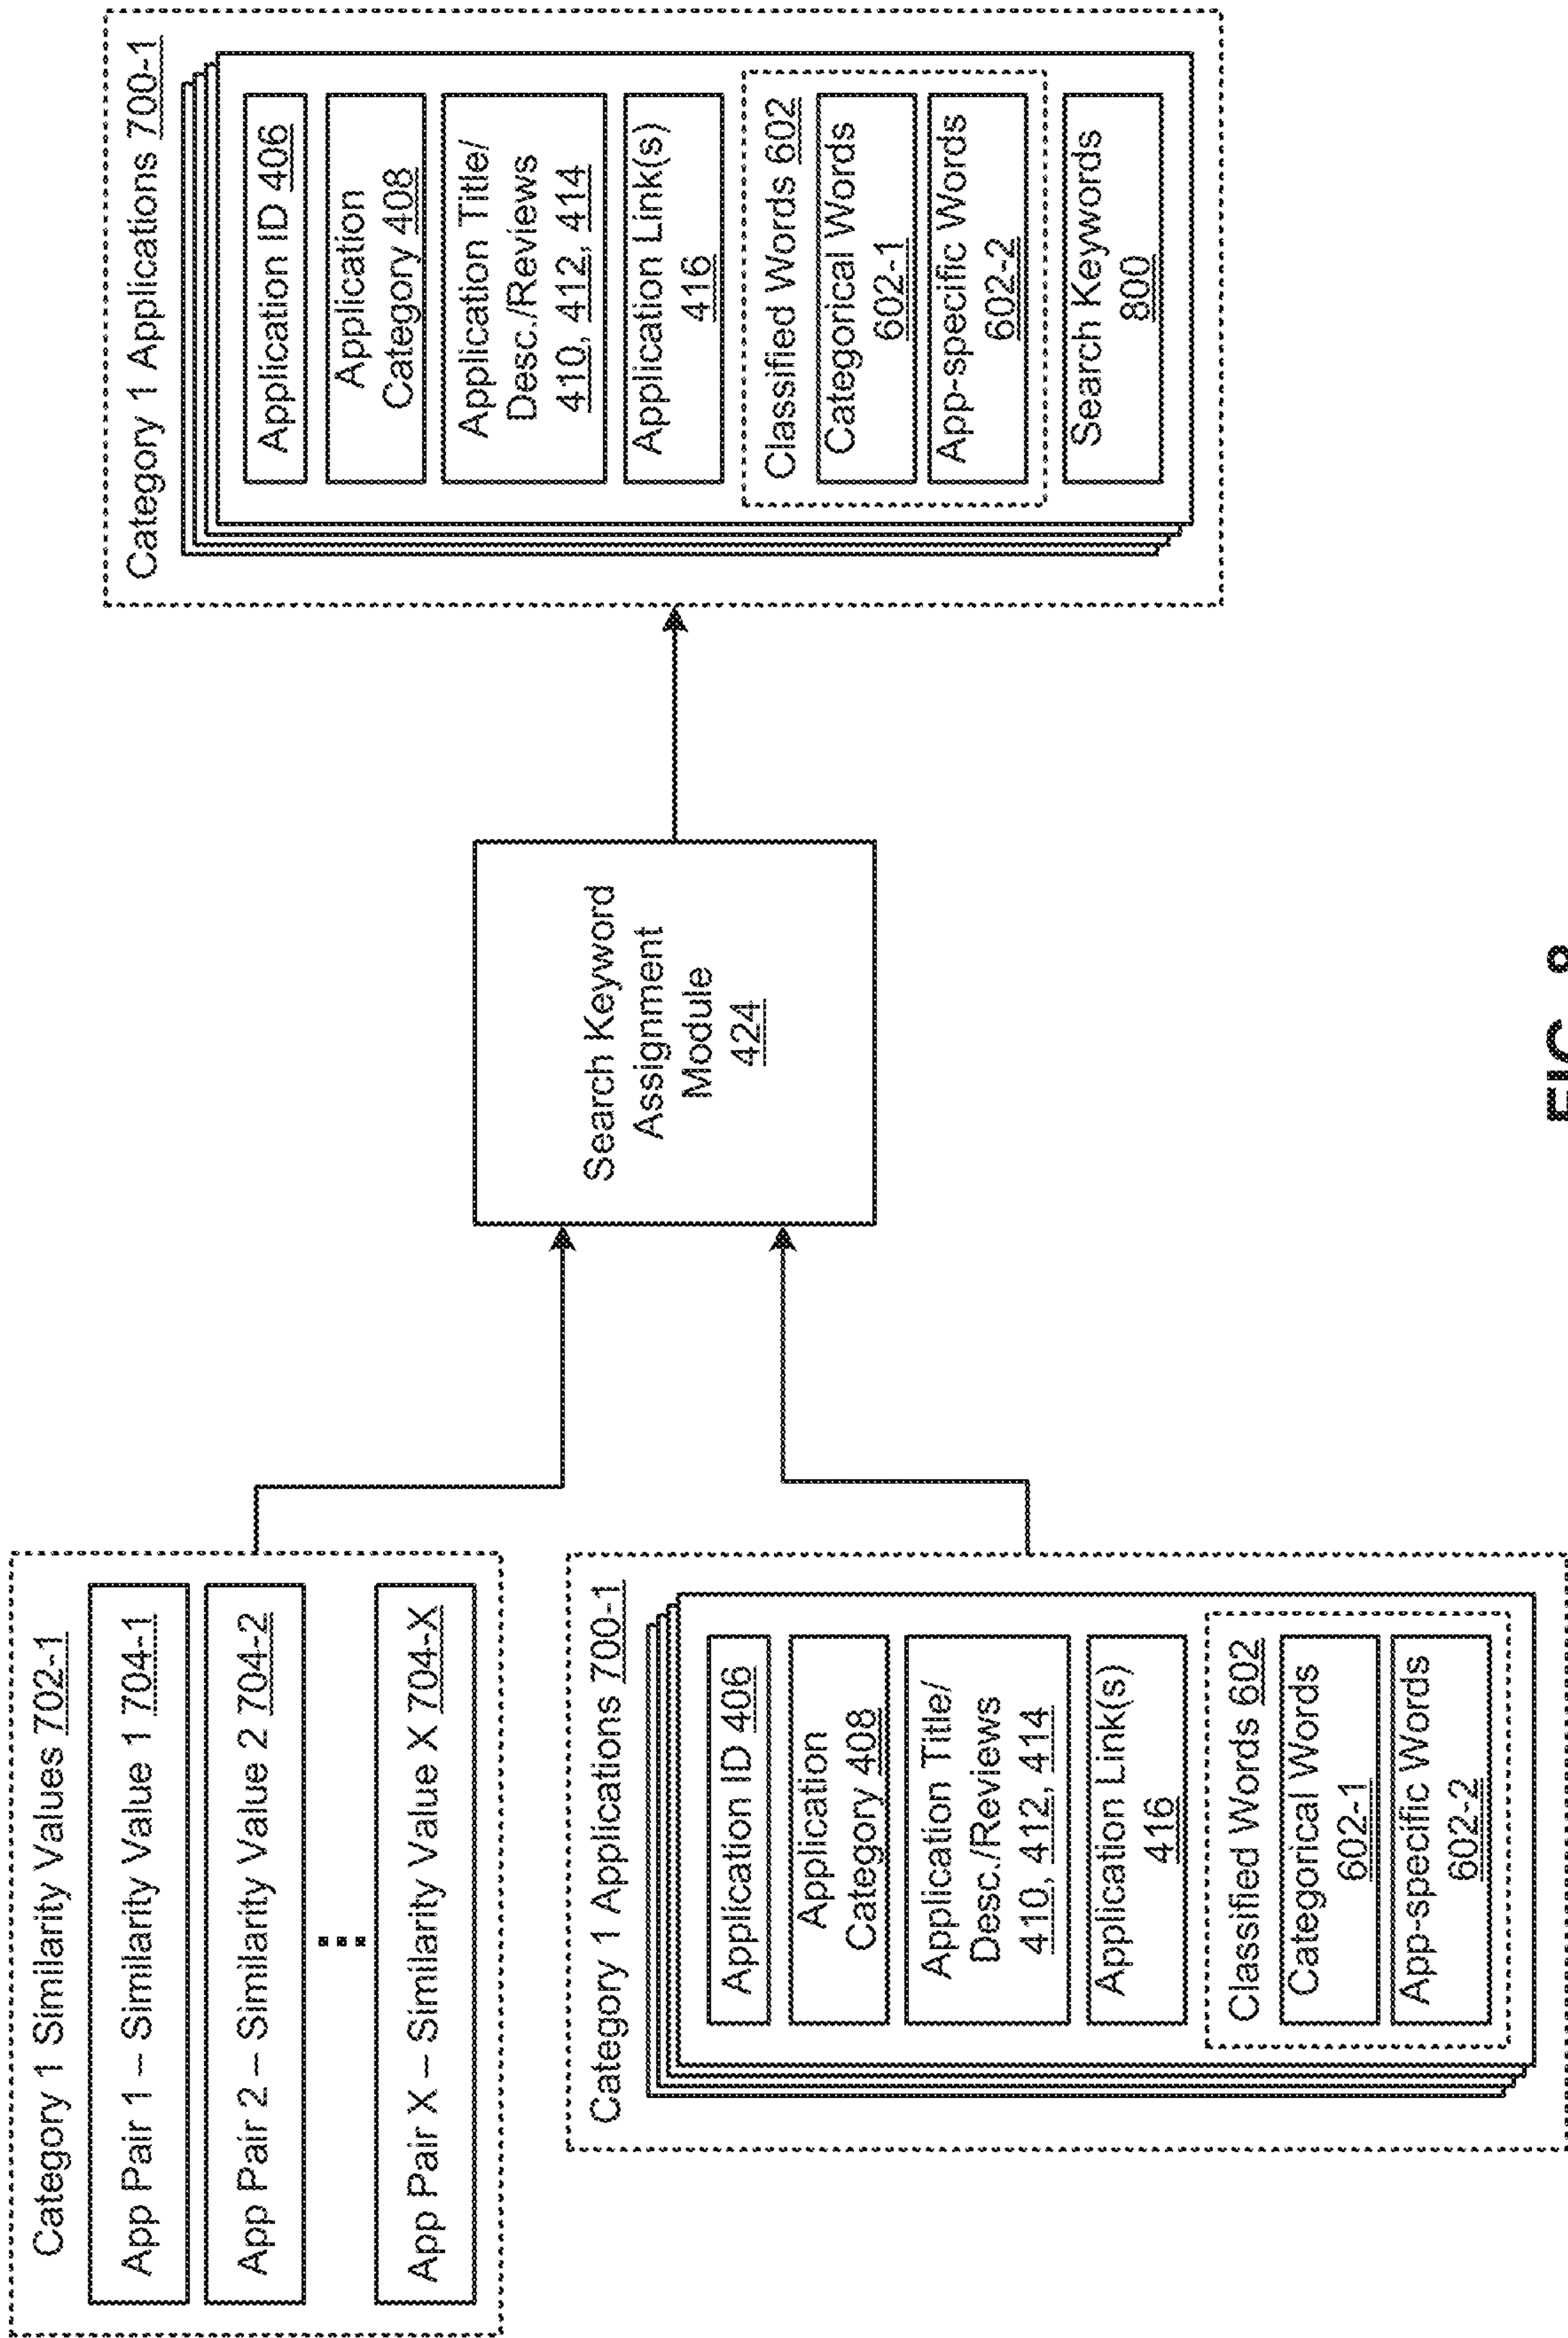 Category 1 Similarity Values 702-1
App Pair 1 – Similarity Value 1 704-1
App Pair 2 – Similarity Value 2 704-2
...
App Pair X – Similarity Value X 704-X
Category 1 Applications 700-1
Application ID 406
Application
Category 408
Application Title/
Desc./Reviews
410, 412, 414
Application Link(s)
416
Classified Words 602
Categorical Words
602-1
App-specific Words
602-2
Search Keyword
Assignment
Module
424
Category 1 Applications 700-1
Application ID 406
Application
Category 408
Application Title/
Desc./Reviews
410, 412, 414
Application Link(s)
416
Classified Words 602
Categorical Words
602-1
App-specific Words
602-2
Search Keywords
800
FIG. 8